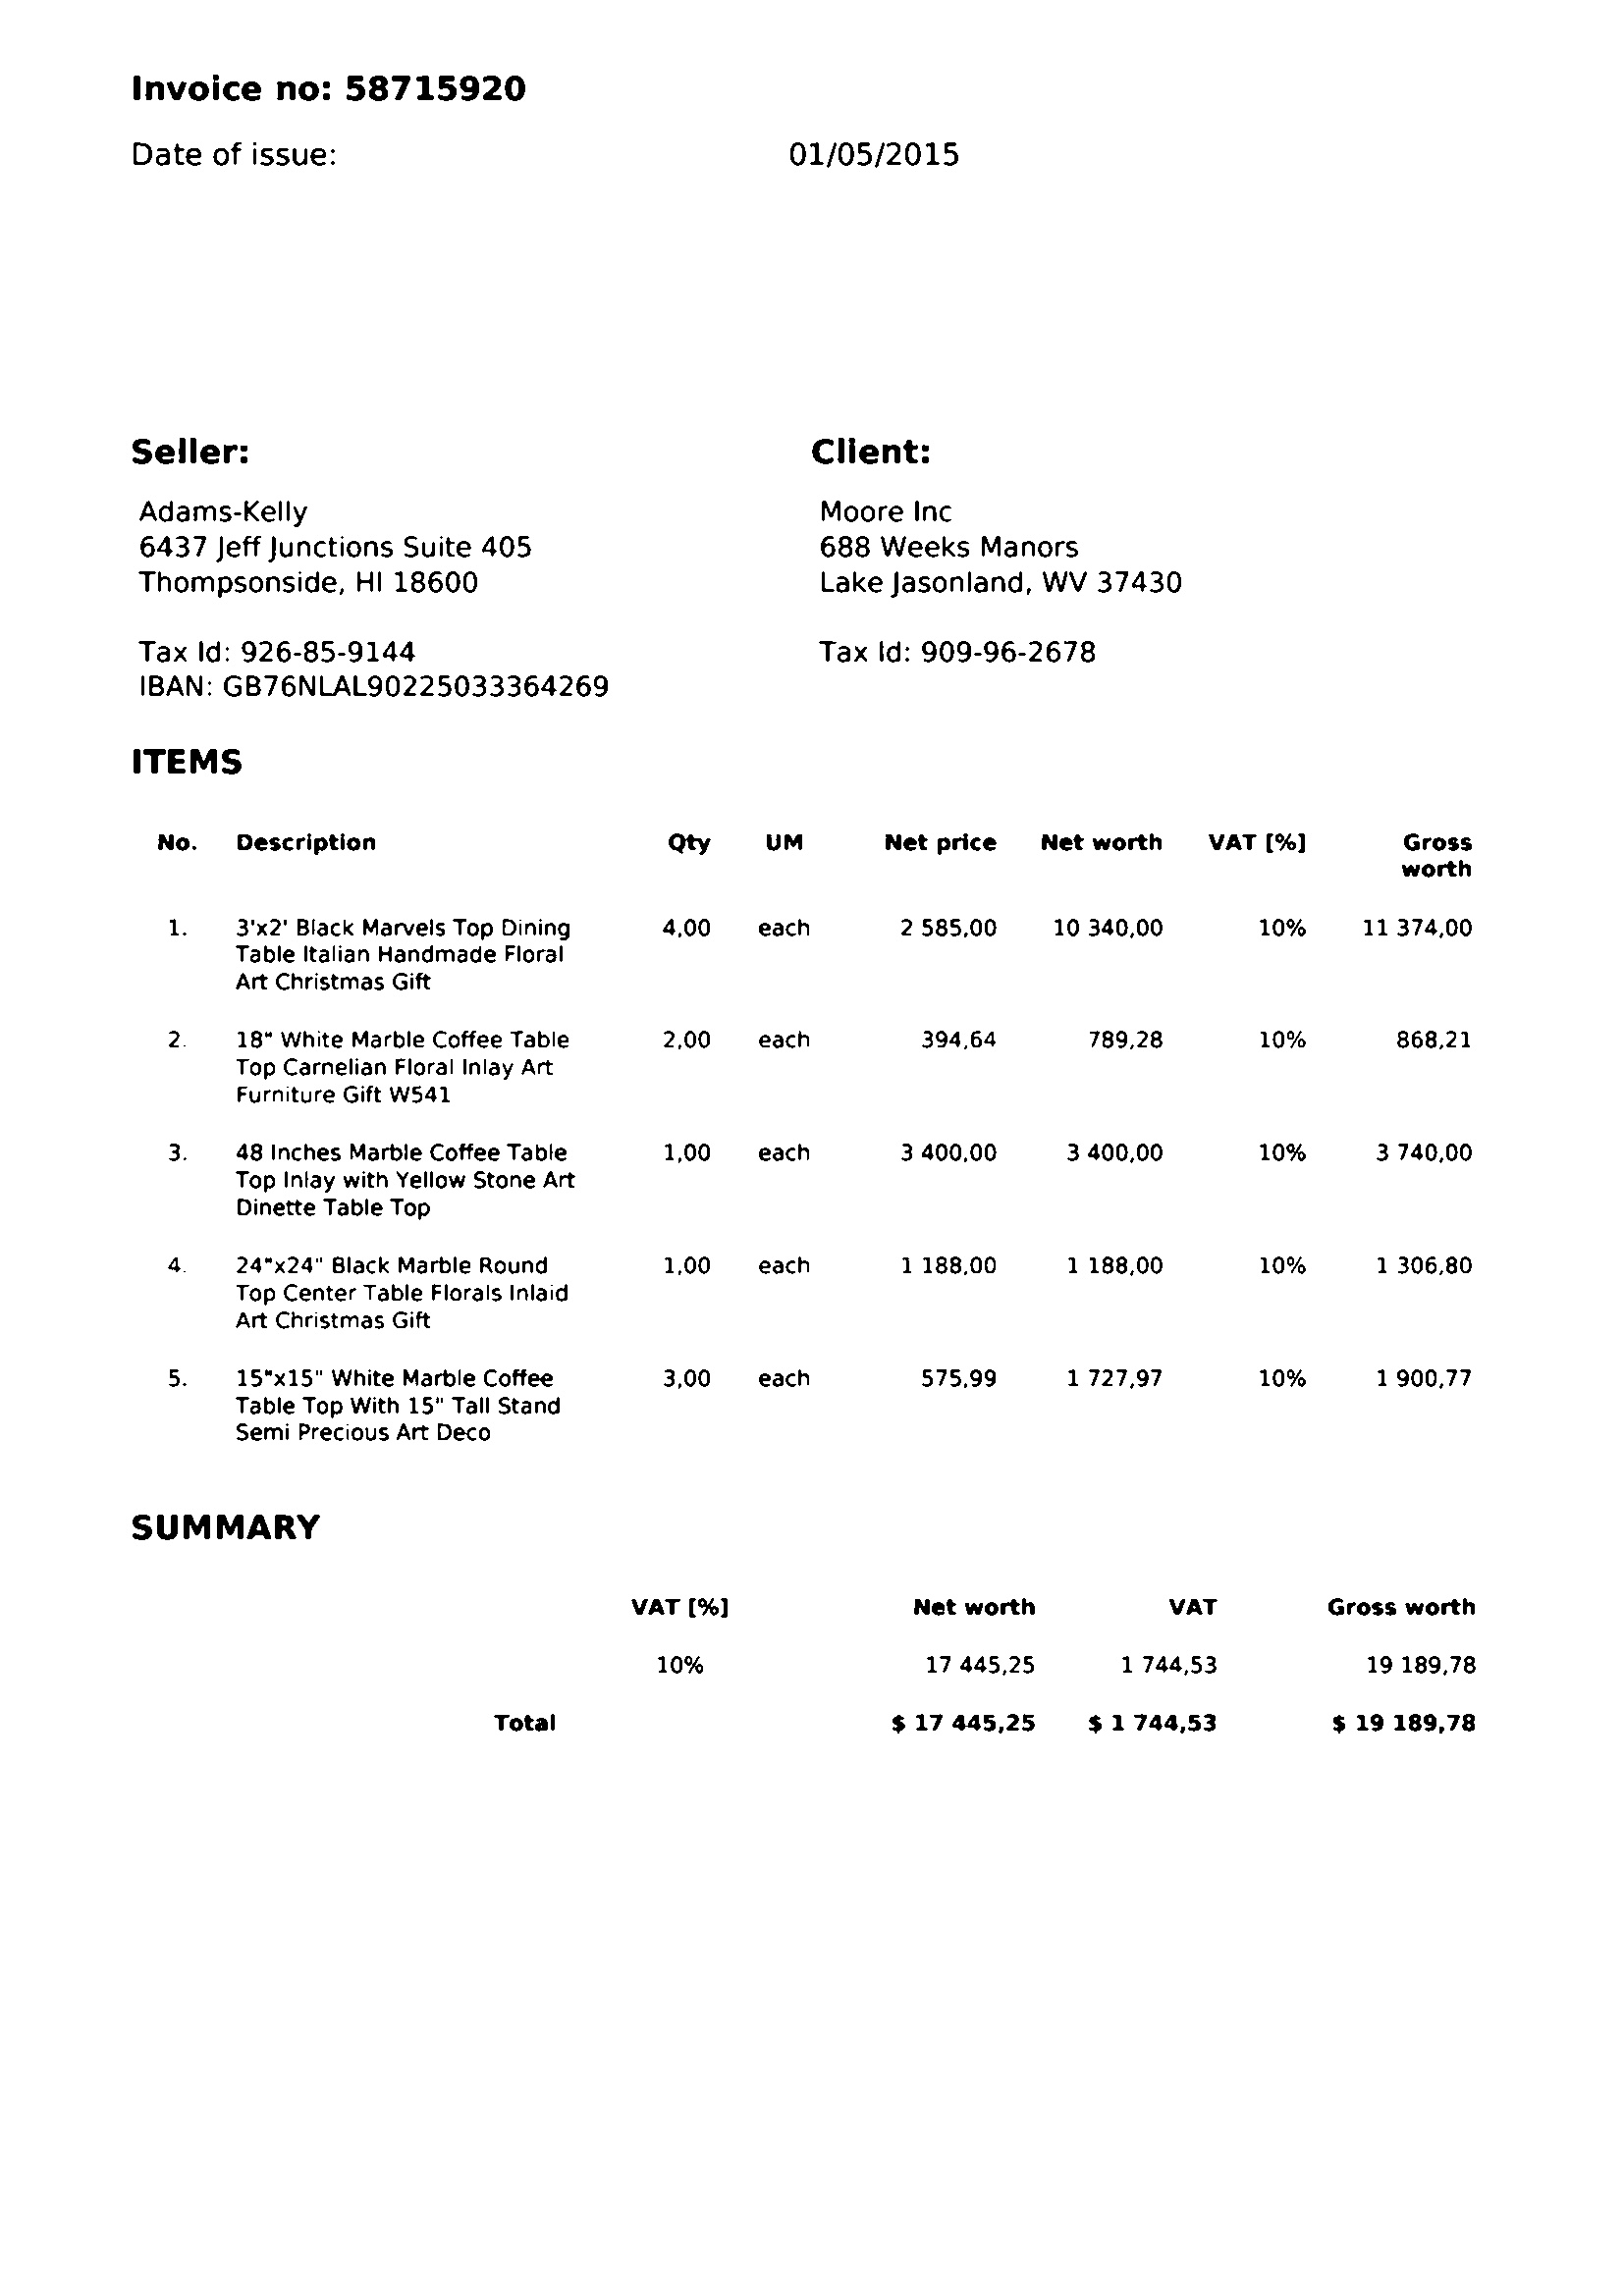 Invoice no: 58715920
Date of issue: 01/05/2015
Seller:
Adams-Kelly
6437 Jeff Junctions Suite 405
Thompsonside, HI 18600
Tax Id: 926-85-9144
IBAN: GB76NLAL90225033364269
Client:
Moore Inc
688 Weeks Manors
Lake Jasonland, WV 37430
Tax Id: 909-96-2678
ITEMS
No. Description Qty UM Net price Net worth VAT [%] Gross
worth
1. 3'x2' Black Marvels Top Dining 4,00 each 2 585,00 10 340,00 10% 11 374,00
Table Italian Handmade Floral
Art Christmas Gift
2. 18" White Marble Coffee Table 2,00 each 394,64 789,28 10% 868,21
Top Carnelian Floral Inlay Art
Furniture Gift W541
3. 48 Inches Marble Coffee Table 1,00 each 3 400,00 3 400,00 10% 3 740,00
Top Inlay with Yellow Stone Art
Dinette Table Top
4. 24"x24" Black Marble Round 1,00 each 1 188,00 1 188,00 10% 1 306,80
Top Center Table Florals Inlaid
Art Christmas Gift
5. 15"x15" White Marble Coffee 3,00 each 575,99 1 727,97 10% 1 900,77
Table Top With 15" Tall Stand
Semi Precious Art Deco
SUMMARY
VAT [%] Net worth VAT Gross worth
10% 17 445,25 1 744,53 19 189,78
Total $ 17 445,25 $ 1 744,53 $ 19 189,78